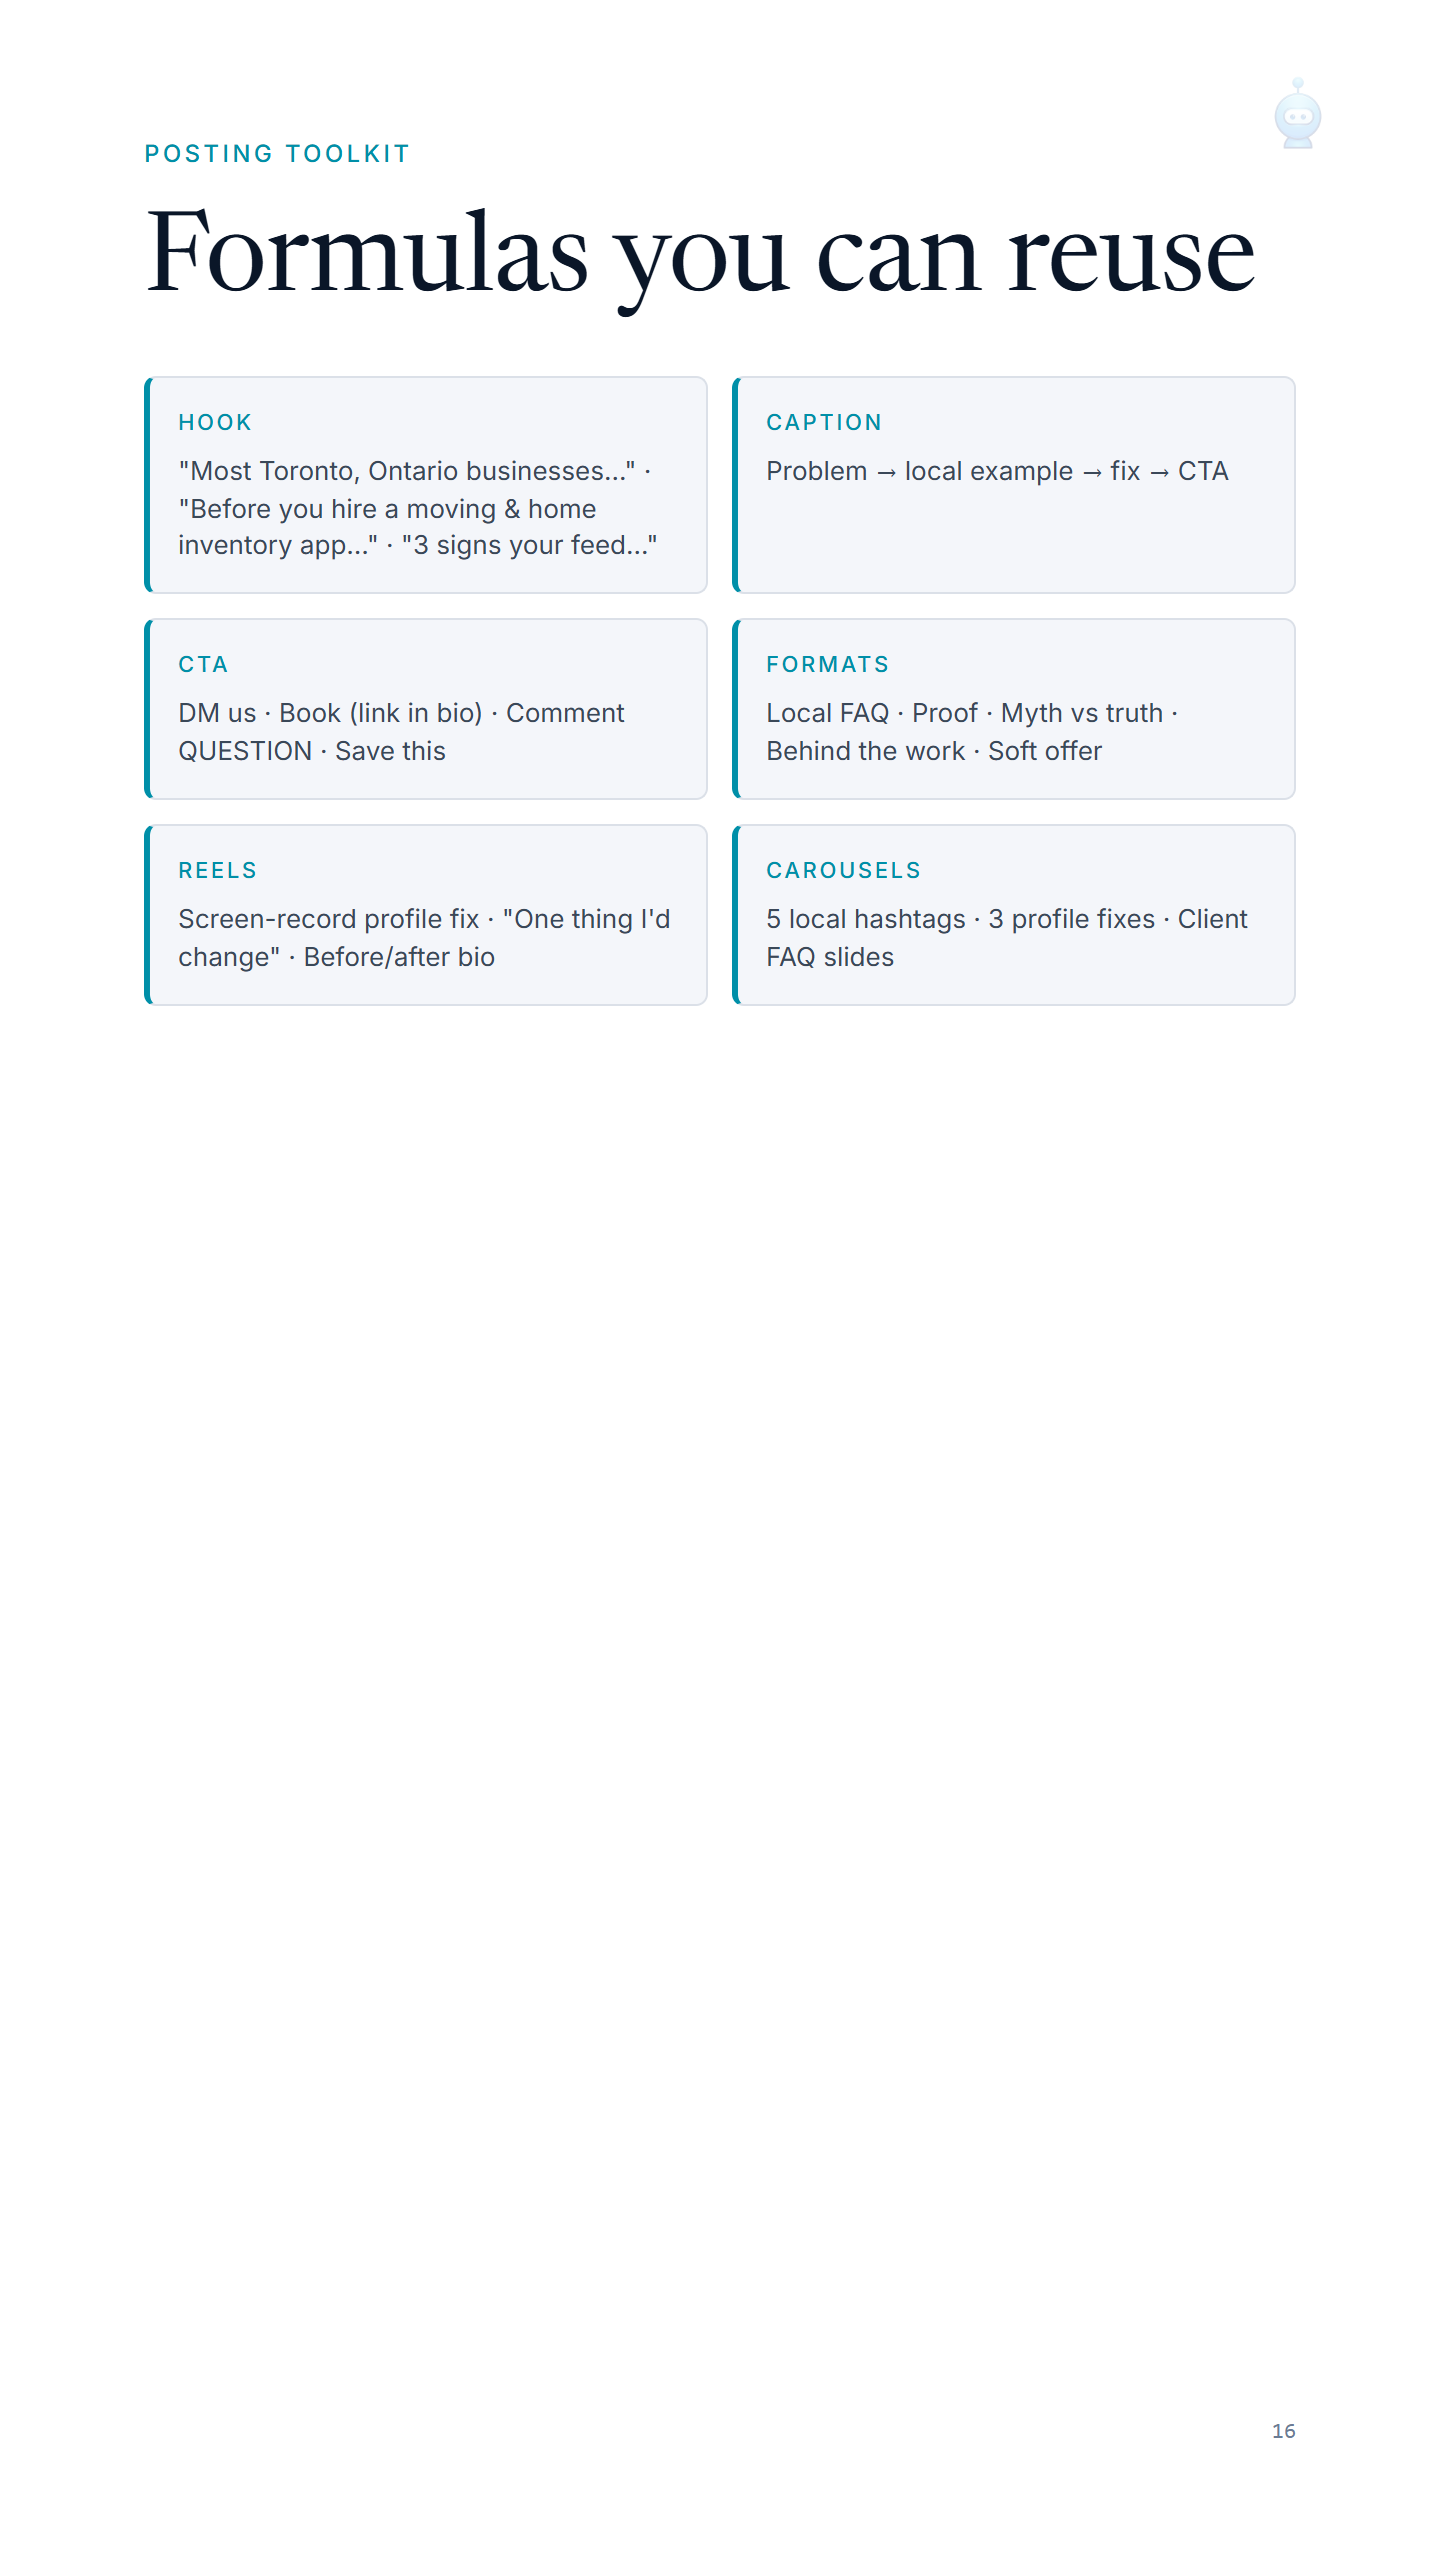 POSTING TOOLKIT
Formulas you can reuse
HOOK
"Most Toronto, Ontario businesses..." ·
"Before you hire a moving & home
inventory app..." · "3 signs your feed..."
CAPTION
Problem → local example → fix → CTA
CTA
DM us · Book (link in bio) · Comment
QUESTION · Save this
FORMATS
Local FAQ · Proof · Myth vs truth ·
Behind the work · Soft offer
REELS
Screen-record profile fix · "One thing I'd
change" · Before/after bio
CAROUSELS
5 local hashtags · 3 profile fixes · Client
FAQ slides
16